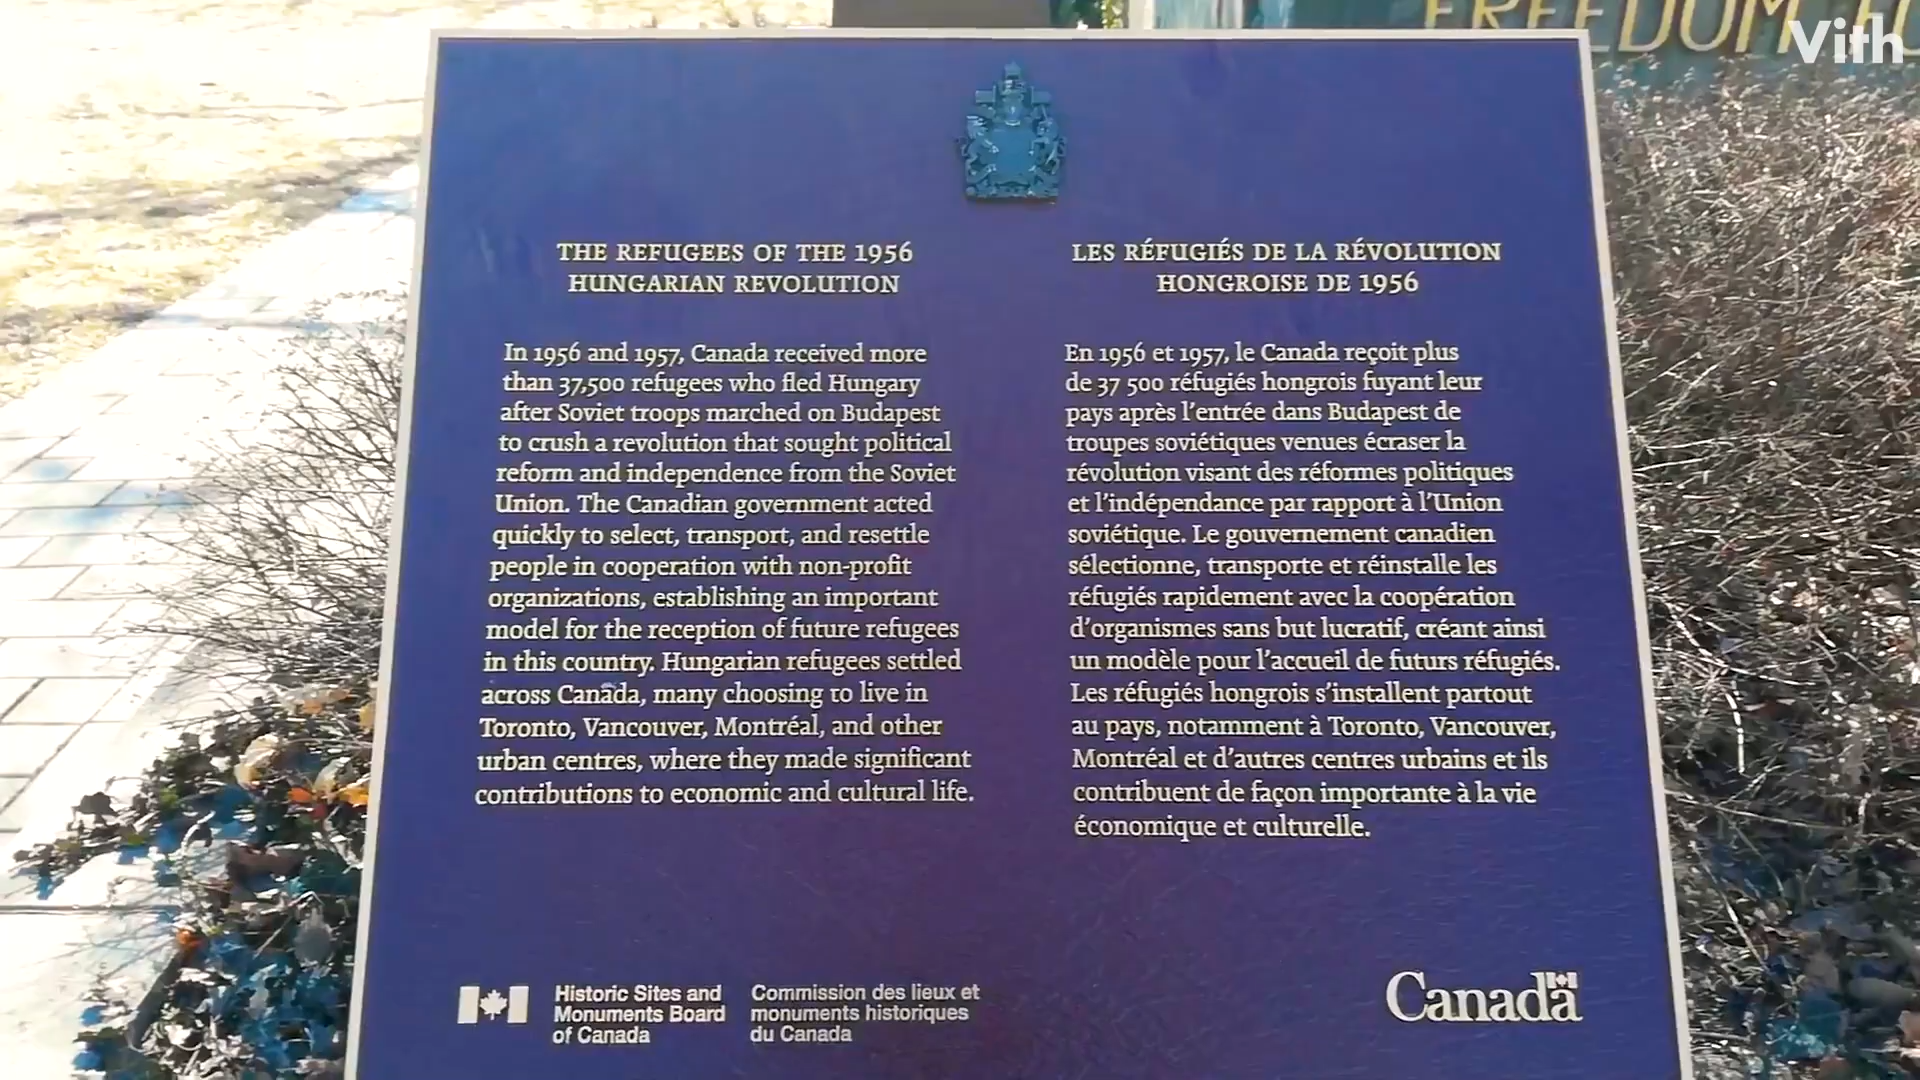 FREEDOM, FO
Vith
THE REFUGEES OF THE 1956
HUNGARIAN REVOLUTION
In 1956 and 1957, Canada received more
than 37,500 refugees who fled Hungary
after Soviet troops marched on Budapest
to crush a revolution that sought political
reform and independence from the Soviet
Union. The Canadian government acted
quickly to select, transport, and resettle
people in cooperation with non-profit
organizations, establishing an important
model for the reception of future refugees
in this country. Hungarian refugees settled
across Canada, many choosing to live in
Toronto, Vancouver, Montréal, and other
urban centres, where they made significant
contributions to economic and cultural life.
LES RÉFUGIÉS DE LA RÉVOLUTION
HONGROISE DE 1956
En 1956 et 1957, le Canada reçoit plus
de 37 500 réfugiés hongrois fuyant leur
pays après l'entrée dans Budapest de
troupes soviétiques venues écraser la
révolution visant des réformes politiques
et l'indépendance par rapport à l'Union
soviétique. Le gouvernement canadien
sélectionne, transporte et réinstalle les
réfugiés rapidement avec la coopération
d'organismes sans but lucratif, créant ainsi
un modèle pour l'accueil de futurs réfugiés.
Les réfugiés hongrois s'installent partout
au pays, notamment à Toronto, Vancouver,
Montréal et d'autres centres urbains et ils
contribuent de façon importante à la vie
économique et culturelle.
Historic Sites and
Monuments Board
of Canada
Commission des lieux et
monuments historiques
du Canada
Canada